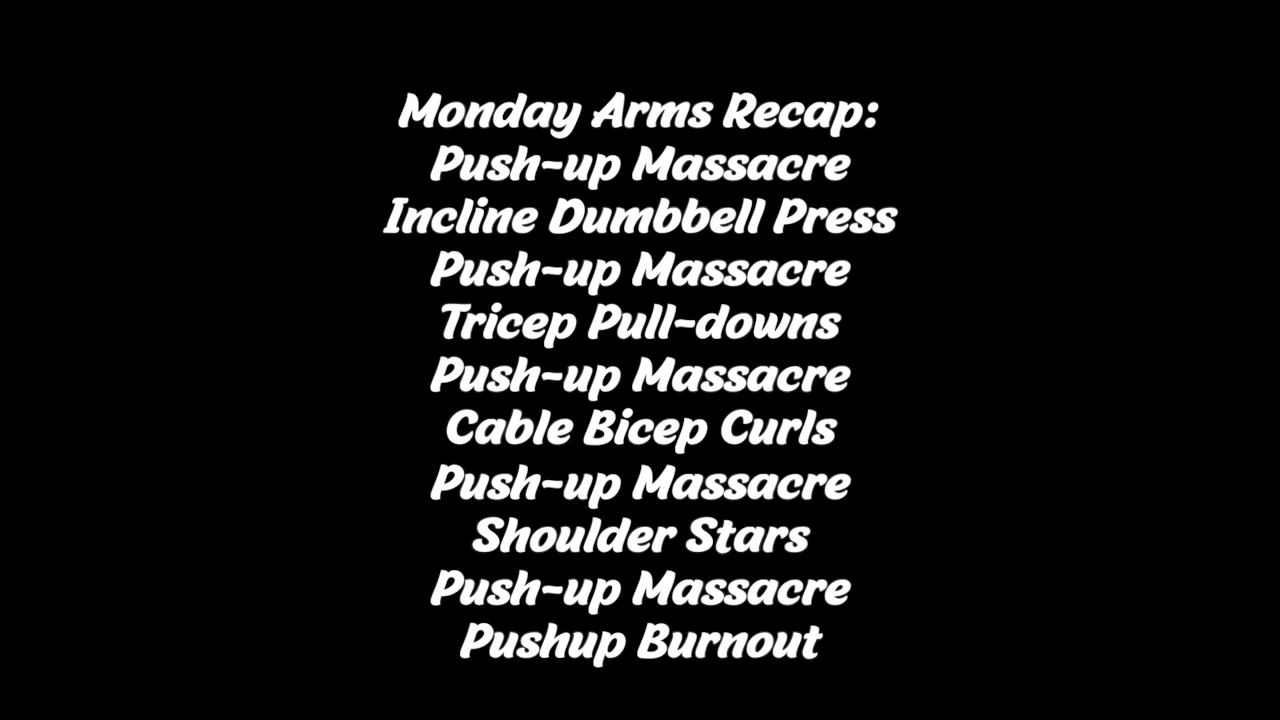 Monday Arms Recap:
Push-up Massacre
Incline Dumbbell Press
Push-up Massacre
Tricep Pull-downs
Push-up Massacre
Cable Bicep Curls
Push-up Massacre
Shoulder Stars
Push-up Massacre
Pushup Burnout